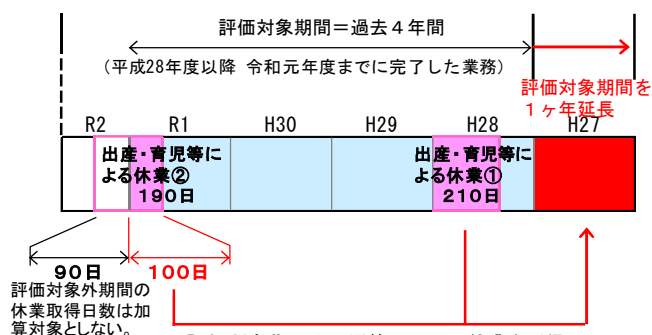 評価対象期間＝過去４年間
（平成28年度以降 令和元年度までに完了した業務）
評価対象期間を
１ヶ年延長
R2 R1 H30 H29 H28 H27
出産・育児等に
よる休業②
１９０日
出産・育児等に
よる休業①
２１０日
９０日 １００日
評価対象外期間の
休業取得日数は加
算対象としない。